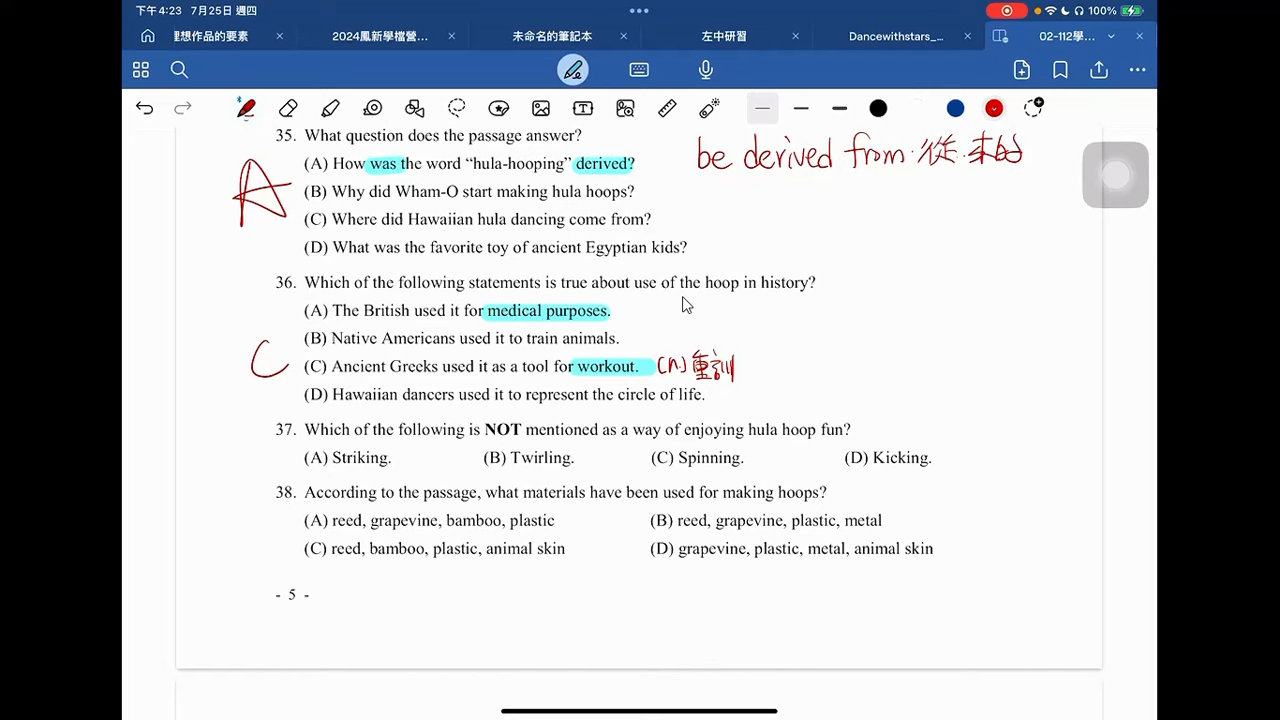 下午4:23 7月25日 週四
100%
理想作品的要素
2024鳳新學檔營...
未命名的筆記本
左中研習
Dancewithstars_...
02-112學...
35. What question does the passage answer?
be derived from 從…來的
(A) How was the word “hula-hooping” derived?
A
(B) Why did Wham-O start making hula hoops?
(C) Where did Hawaiian hula dancing come from?
(D) What was the favorite toy of ancient Egyptian kids?
36. Which of the following statements is true about use of the hoop in history?
(A) The British used it for medical purposes.
(B) Native Americans used it to train animals.
C
(C) Ancient Greeks used it as a tool for workout. (n) 重訓
(D) Hawaiian dancers used it to represent the circle of life.
37. Which of the following is NOT mentioned as a way of enjoying hula hoop fun?
(A) Striking. (B) Twirling. (C) Spinning. (D) Kicking.
38. According to the passage, what materials have been used for making hoops?
(A) reed, grapevine, bamboo, plastic (B) reed, grapevine, plastic, metal
(C) reed, bamboo, plastic, animal skin (D) grapevine, plastic, metal, animal skin
- 5 -